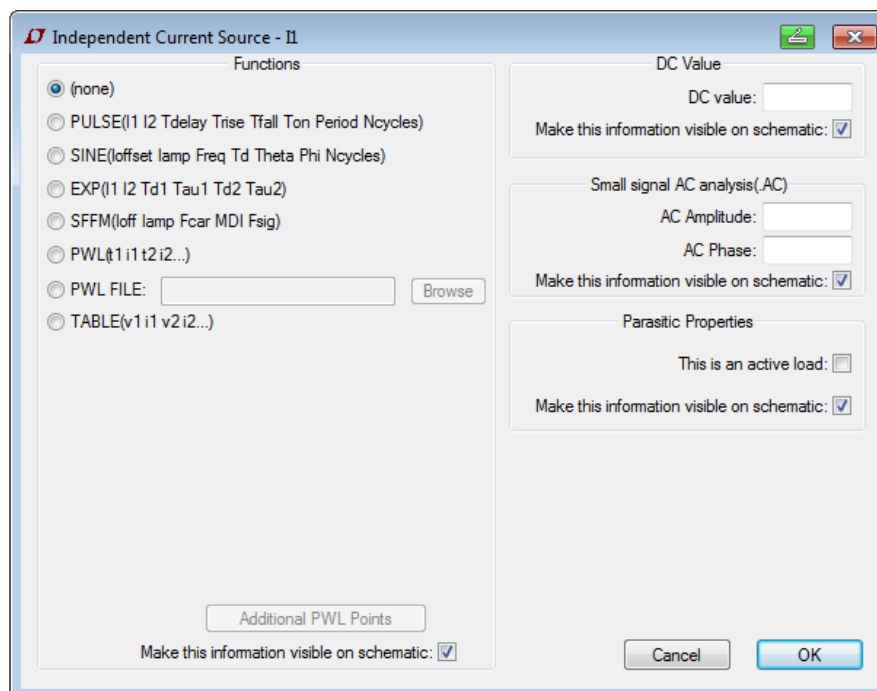 Independent Current Source - I1
Functions
(none)
PULSE(I1 I2 Tdelay Trise Tfall Ton Period Ncycles)
SINE(Ioffset Iamp Freq Td Theta Phi Ncycles)
EXP(I1 I2 Td1 Tau1 Td2 Tau2)
SFFM(Ioff Iamp Fcar MDI Fsig)
PWL(t1 i1 t2 i2...)
PWL FILE:
Browse
TABLE(v1 i1 v2 i2...)
Additional PWL Points
Make this information visible on schematic:
DC Value
DC value:
Make this information visible on schematic:
Small signal AC analysis(.AC)
AC Amplitude:
AC Phase:
Make this information visible on schematic:
Parasitic Properties
This is an active load:
Make this information visible on schematic:
Cancel
OK